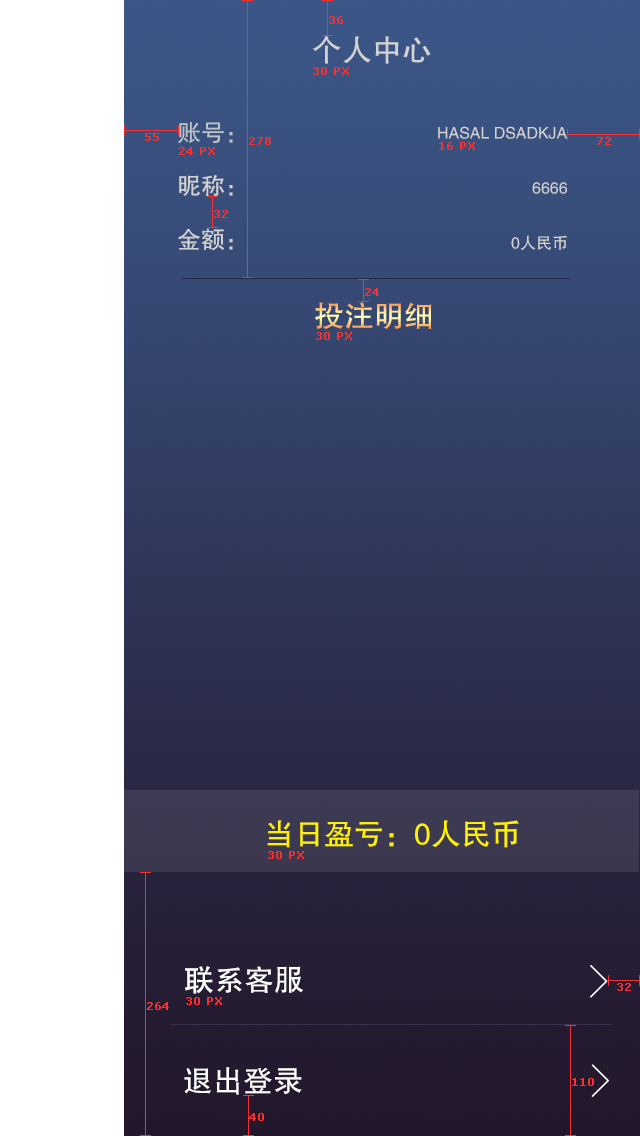 36
个人中心
30 PX
账号：
HASAL DSADKJA
55
24 PX
278
16 PX
72
昵称：
6666
32
金额：
0人民币
24
投注明细
30 PX
当日盈亏：0人民币
30 PX
联系客服
32
30 PX
264
退出登录
110
40